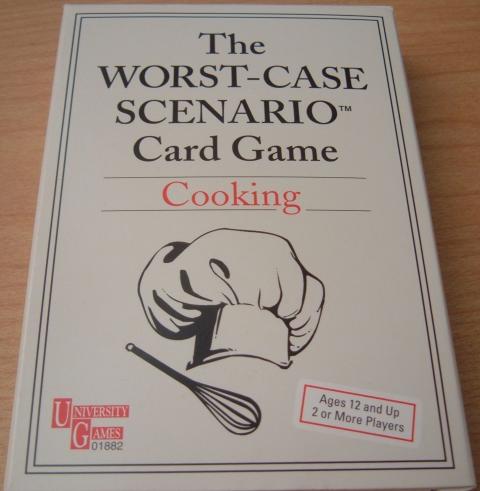 The
WORST-CASE
SCENARIO™
Card Game
Cooking
Ages 12 and Up
2 or More Players
UNIVERSITY
GAMES
01882